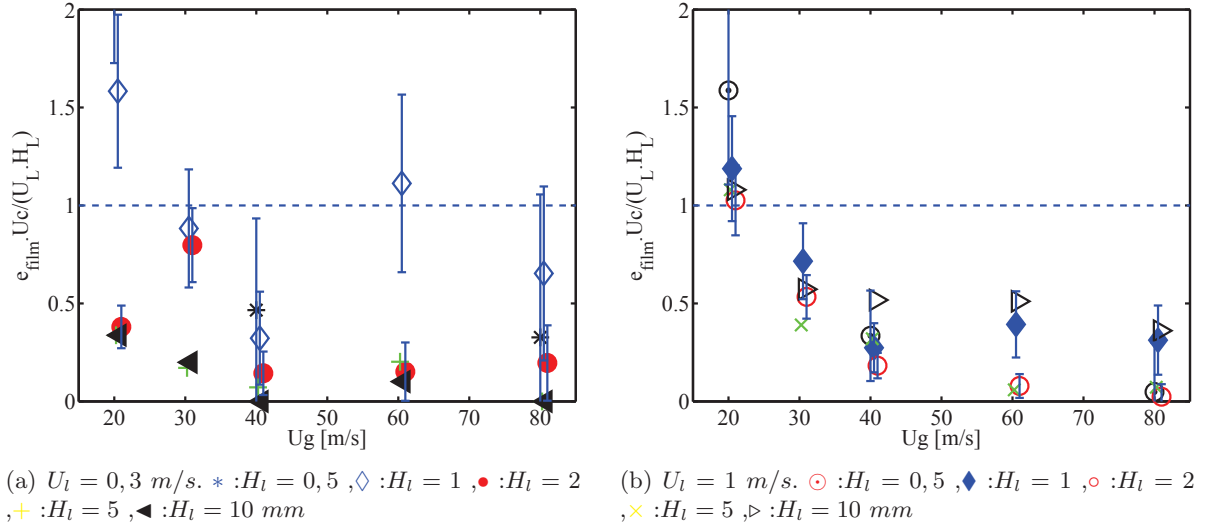 2
1.5
1
0.5
0
20 30 40 50 60 70 80
Ug [m/s]
e_film.Uc/(U_L.H_L)
2
1.5
1
0.5
0
20 30 40 50 60 70 80
Ug [m/s]
e_film.Uc/(U_L.H_L)
(a) U_l = 0,3 m/s. * :H_l = 0,5 ,◇ :H_l = 1 ,● :H_l = 2
,+ :H_l = 5 ,◀ :H_l = 10 mm
(b) U_l = 1 m/s. ⊙ :H_l = 0,5 ,◆ :H_l = 1 ,○ :H_l = 2
,× :H_l = 5 ,▷ :H_l = 10 mm